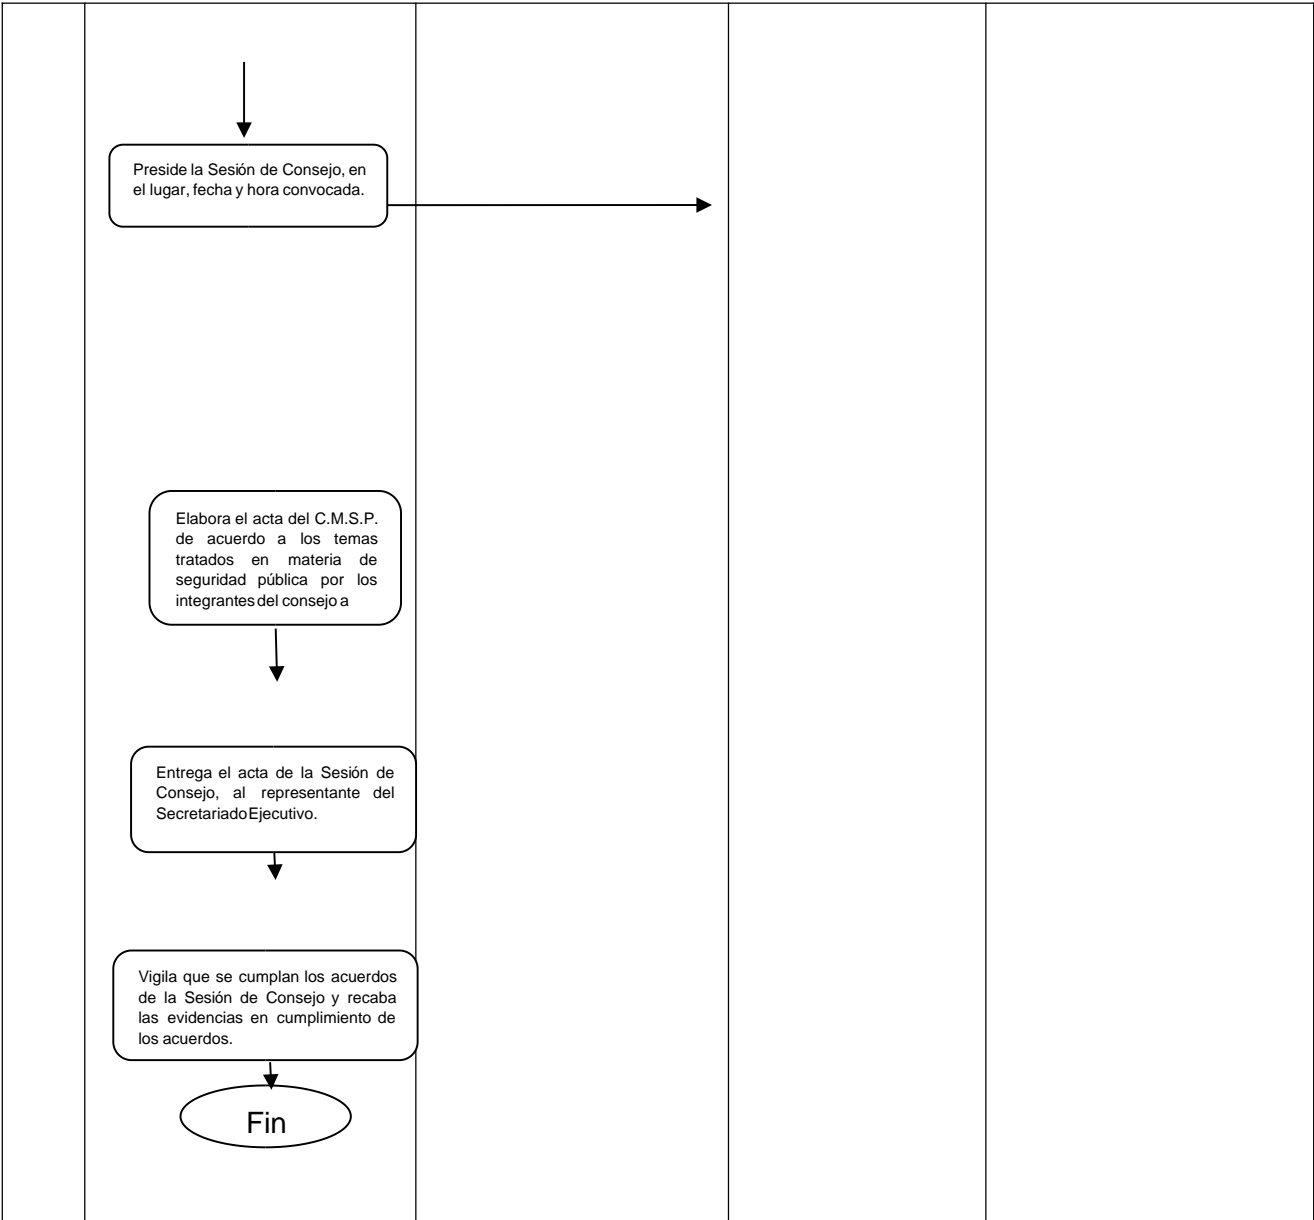 Preside la Sesión de Consejo, en
el lugar, fecha y hora convocada.
Elabora el acta del C.M.S.P.
de acuerdo a los temas
tratados en materia de
seguridad pública por los
integrantes del consejo a
Entrega el acta de la Sesión de
Consejo, al representante del
Secretariado Ejecutivo.
Vigila que se cumplan los acuerdos
de la Sesión de Consejo y recaba
las evidencias en cumplimiento de
los acuerdos.
Fin